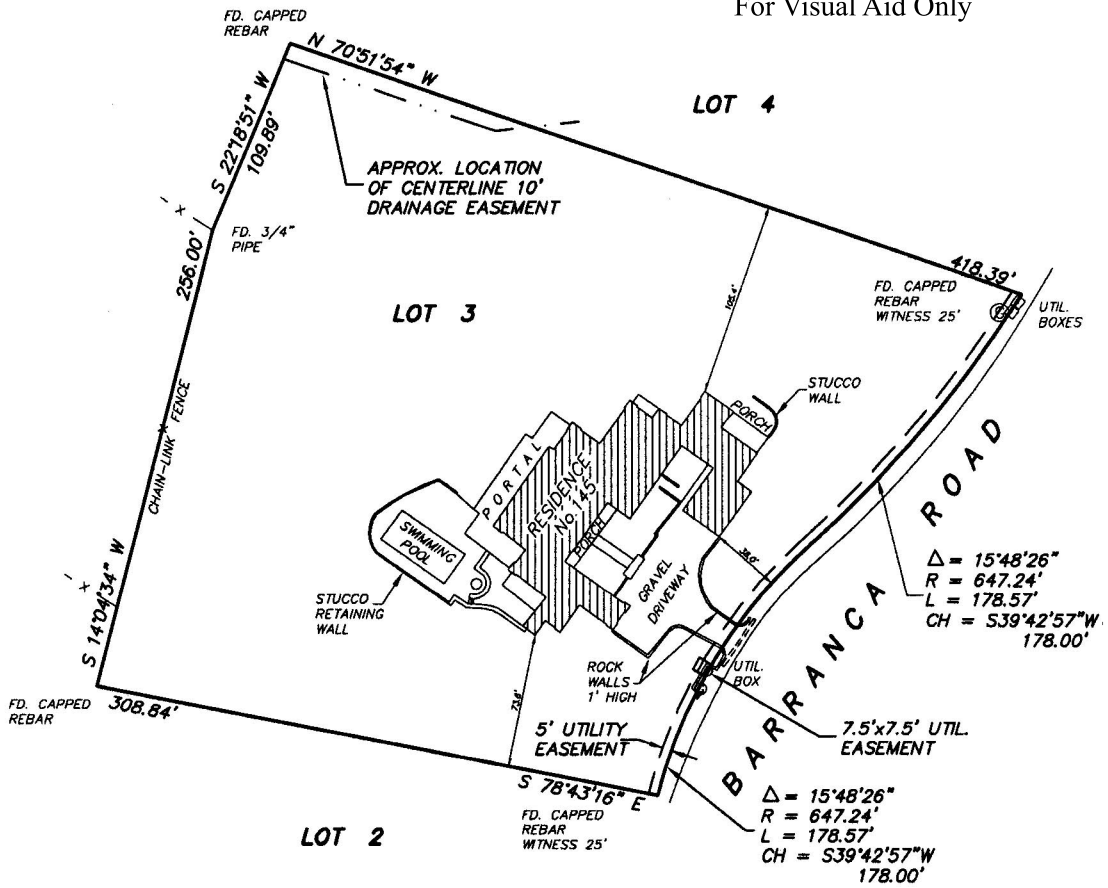 For Visual Aid Only
FD. CAPPED
REBAR
N 70°51'54" W
LOT 4
S 22°18'51" W
109.89'
APPROX. LOCATION
OF CENTERLINE 10'
DRAINAGE EASEMENT
FD. 3/4"
PIPE
256.00'
418.39'
FD. CAPPED
REBAR
WITNESS 25'
UTIL.
BOXES
LOT 3
105.4'
CHAIN-LINK FENCE
STUCCO
WALL
PORCH
PORTAL
RESIDENCE
No. 145
PORCH
SWIMMING
POOL
GRAVEL
DRIVEWAY
38.0'
BARRANCA ROAD
Δ = 15°48'26"
R = 647.24'
L = 178.57'
CH = S39°42'57"W
178.00'
S 14°04'34" W
STUCCO
RETAINING
WALL
ROCK
WALLS
1' HIGH
UTIL.
BOX
FD. CAPPED
REBAR
308.84'
5' UTILITY
EASEMENT
7.5'x7.5' UTIL.
EASEMENT
S 78°43'16" E
FD. CAPPED
REBAR
WITNESS 25'
LOT 2
Δ = 15°48'26"
R = 647.24'
L = 178.57'
CH = S39°42'57"W
178.00'